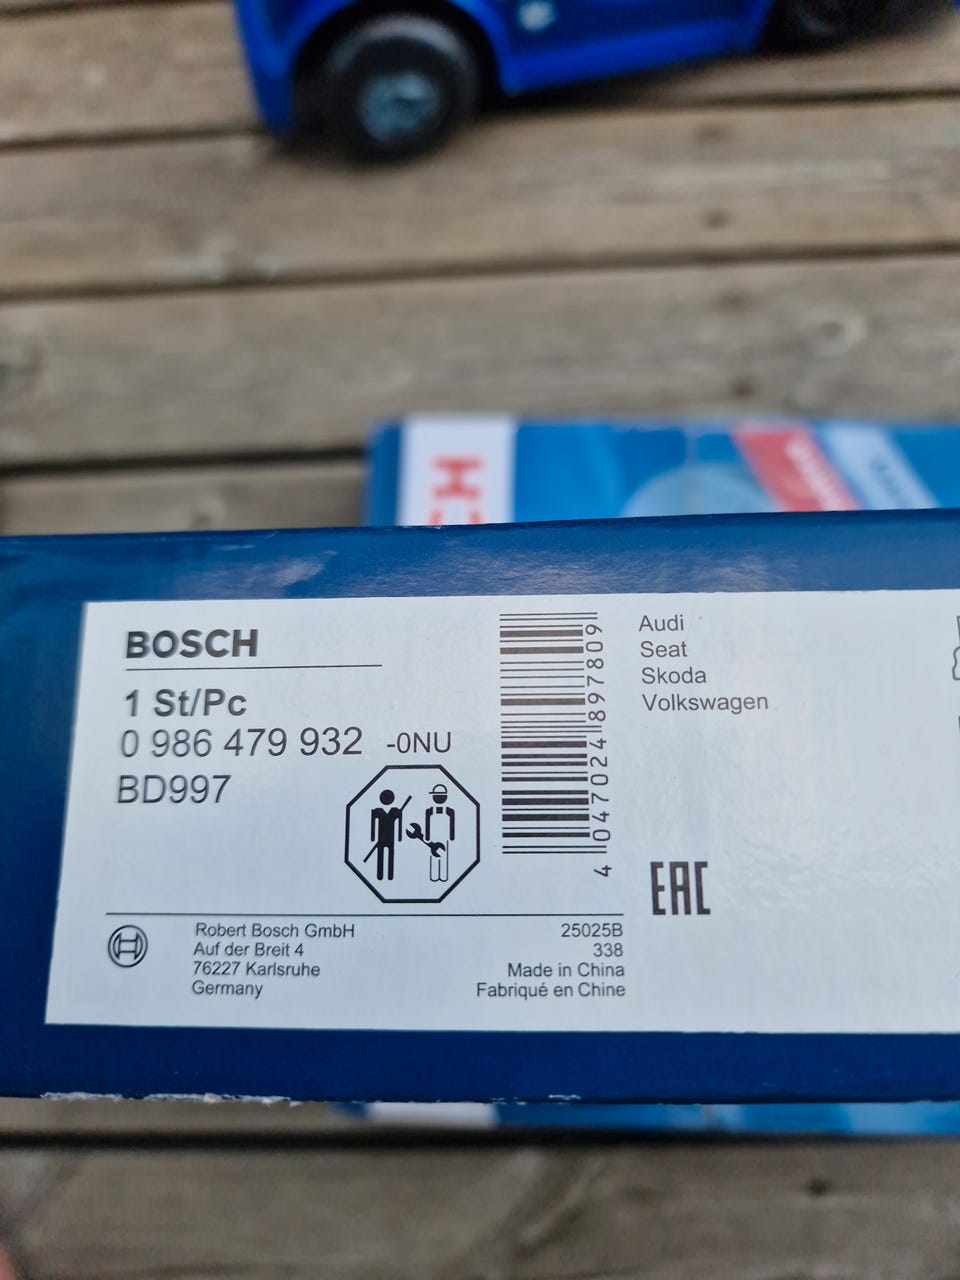 BOSCH
1 St/Pc
0 986 479 932 -0NU
BD997
4 047024 897809
Audi
Seat
Skoda
Volkswagen
EAC
Robert Bosch GmbH
Auf der Breit 4
76227 Karlsruhe
Germany
25025B
338
Made in China
Fabriqué en Chine